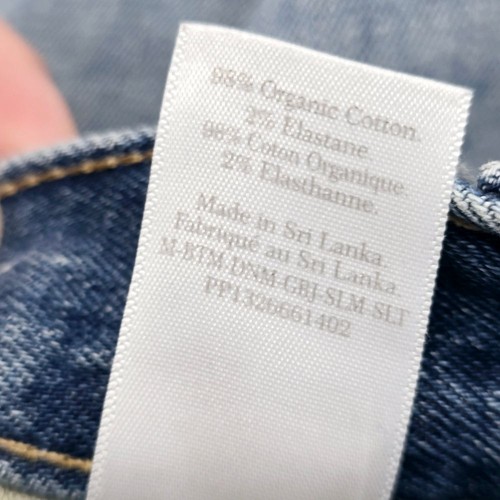 98% Organic Cotton.
2% Elastane.
98% Coton Organique
2% Elasthanne.
Made in Sri Lanka.
Fabriqué au Sri Lanka.
M-BTM-DNM-GBJ-SLM-SLT
PP1326661402